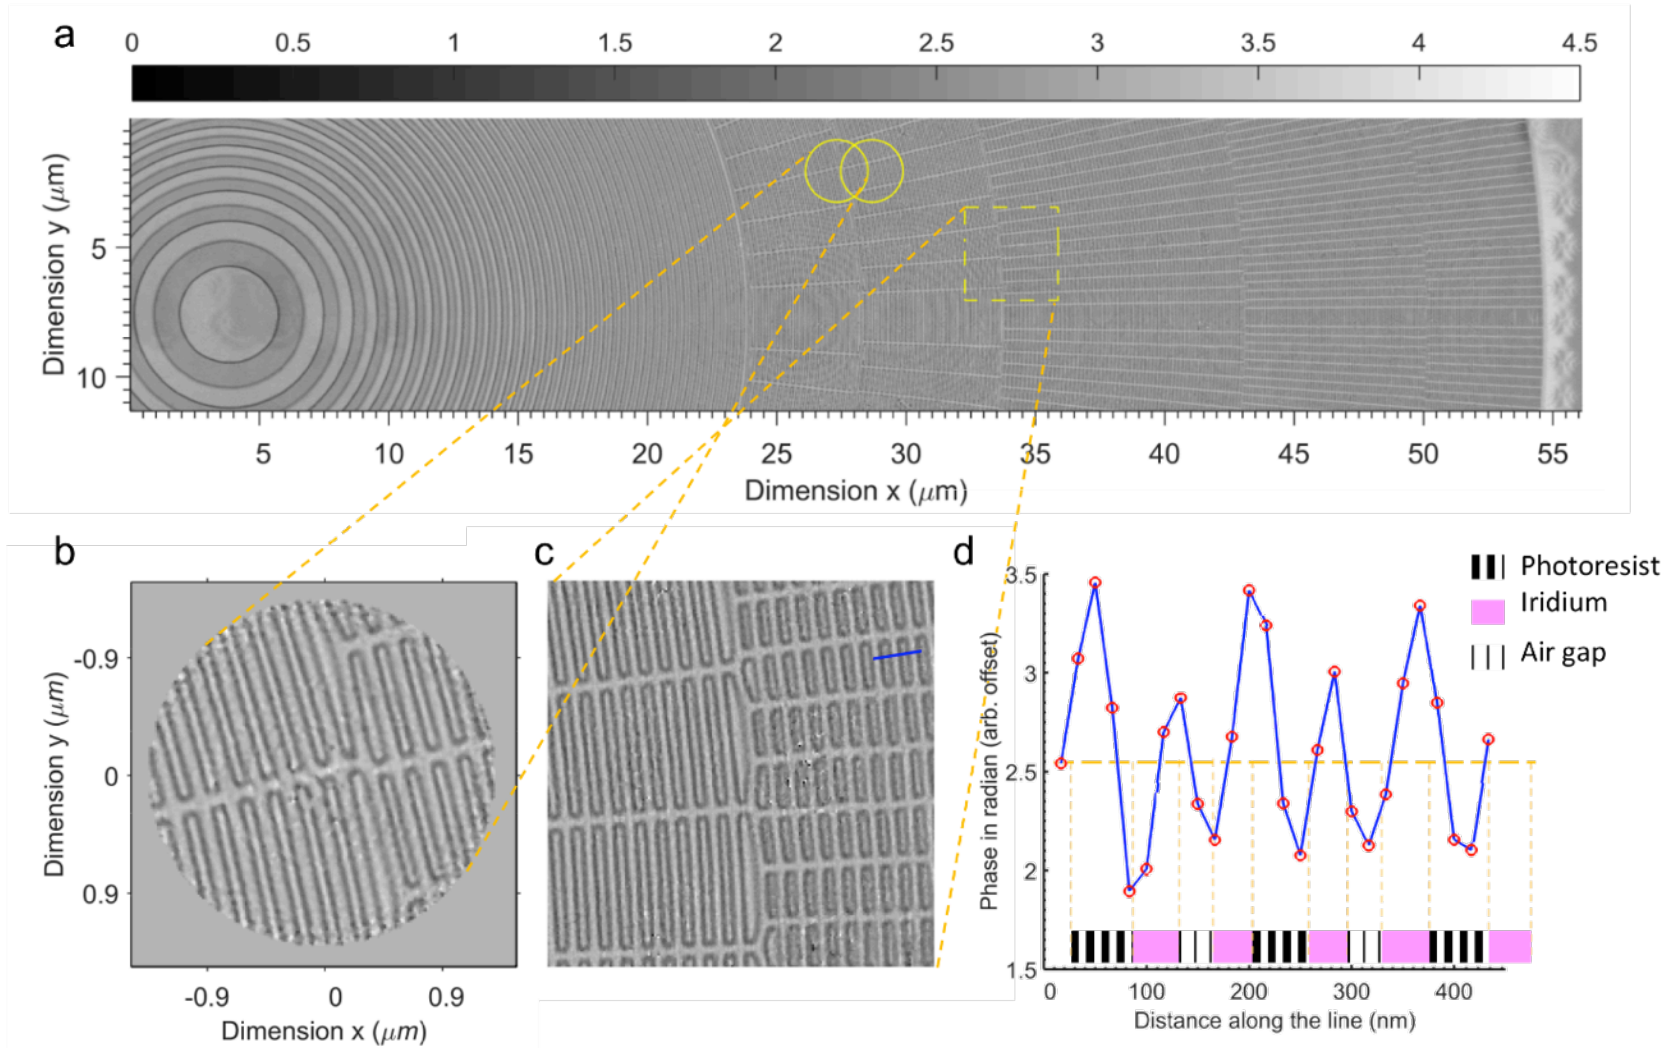 a
0 0.5 1 1.5 2 2.5 3 3.5 4 4.5
Dimension y (μm)
5
10
5 10 15 20 25 30 35 40 45 50 55
Dimension x (μm)
b
Dimension y (μm)
-0.9
0
0.9
-0.9 0 0.9
Dimension x (μm)
c
d
Phase in radian (arb. offset)
3.5
3
2.5
2
1.5
0 100 200 300 400
Distance along the line (nm)
Photoresist
Iridium
Air gap